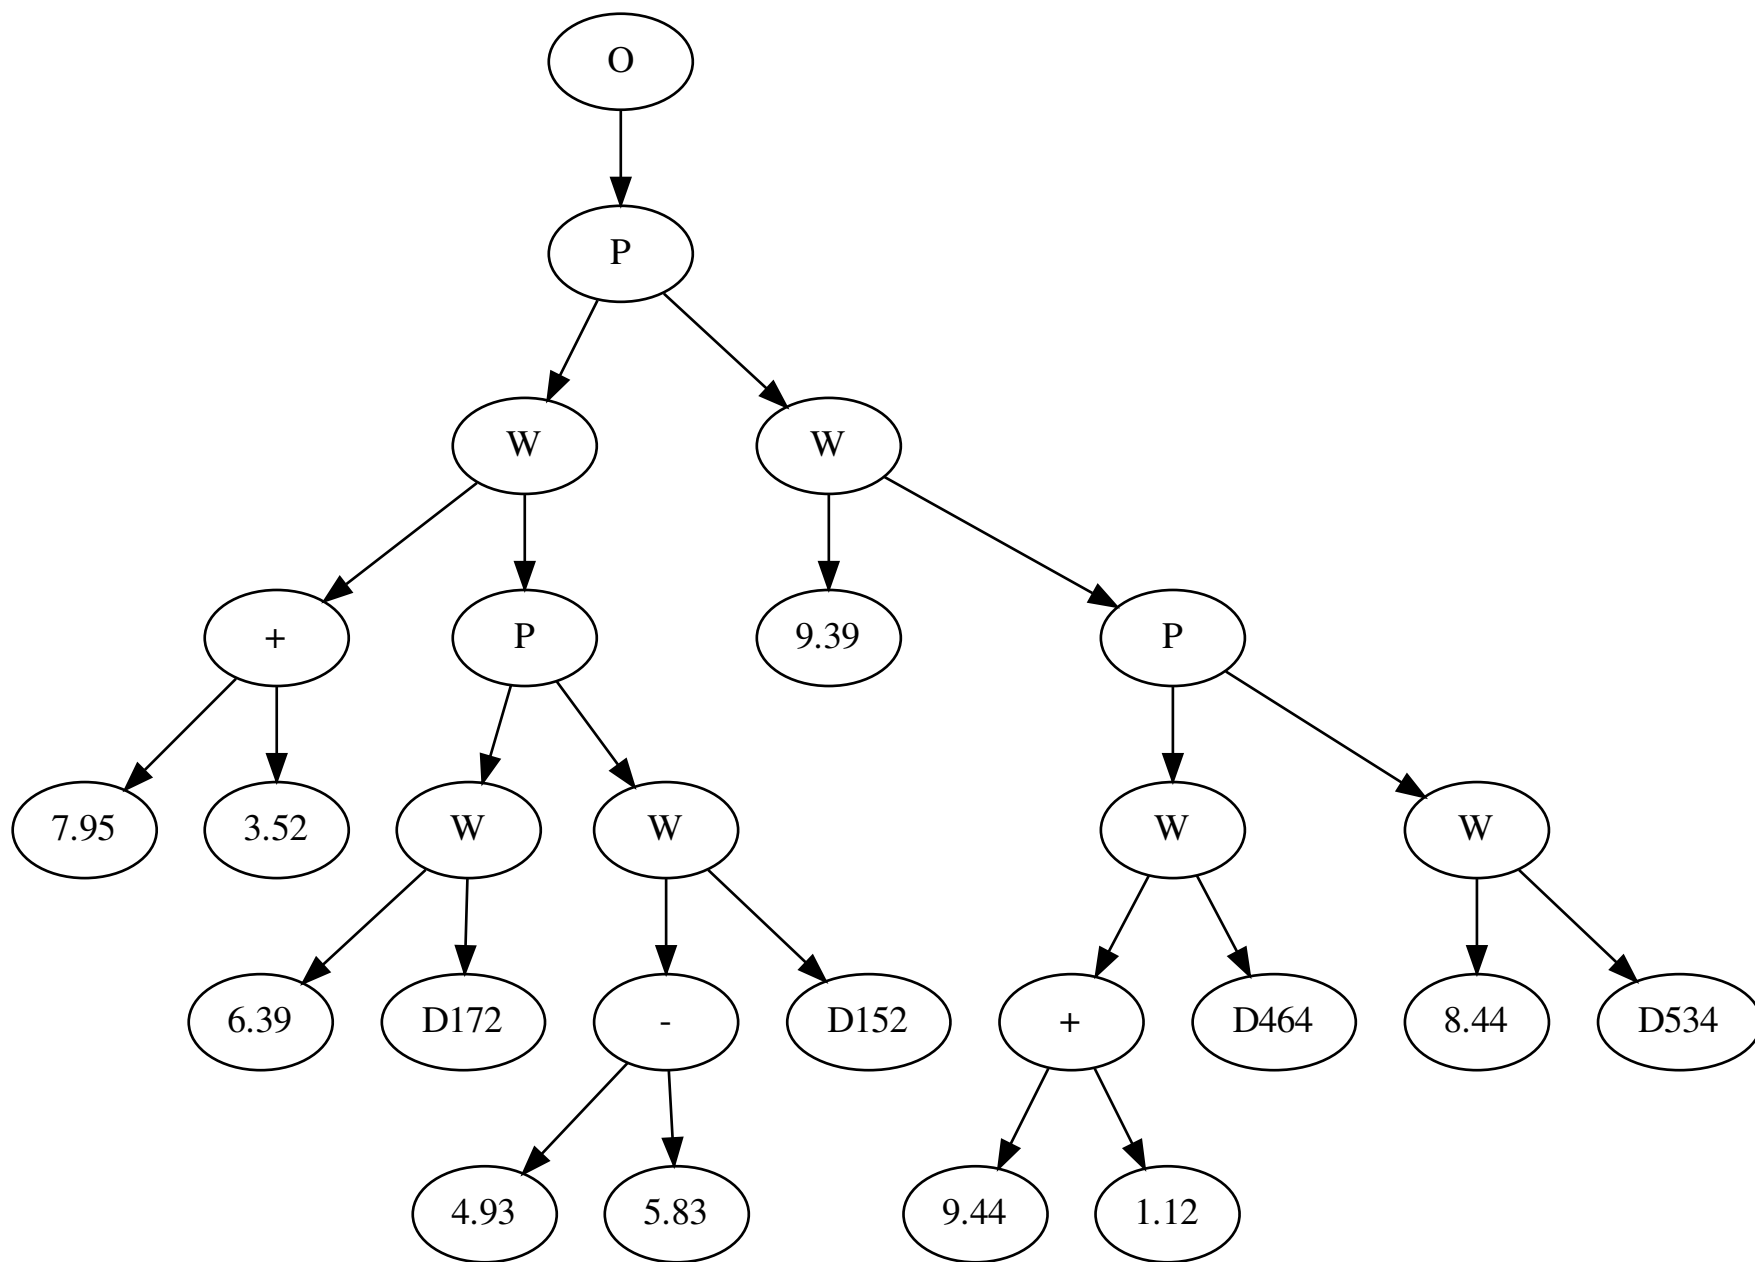 O
P
W W
+ P 9.39 P
7.95 3.52 W W W W
6.39 D172 - D152 + D464 8.44 D534
4.93 5.83 9.44 1.12